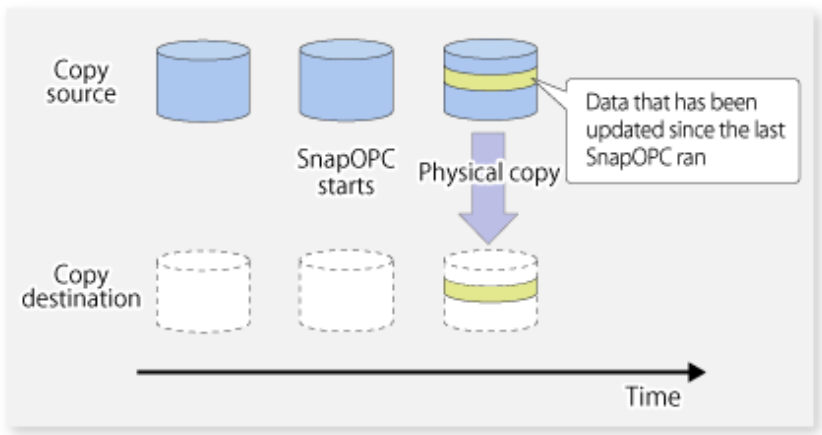 Copy
source
Data that has been
updated since the last
SnapOPC ran
SnapOPC
starts
Physical copy
Copy
destination
Time